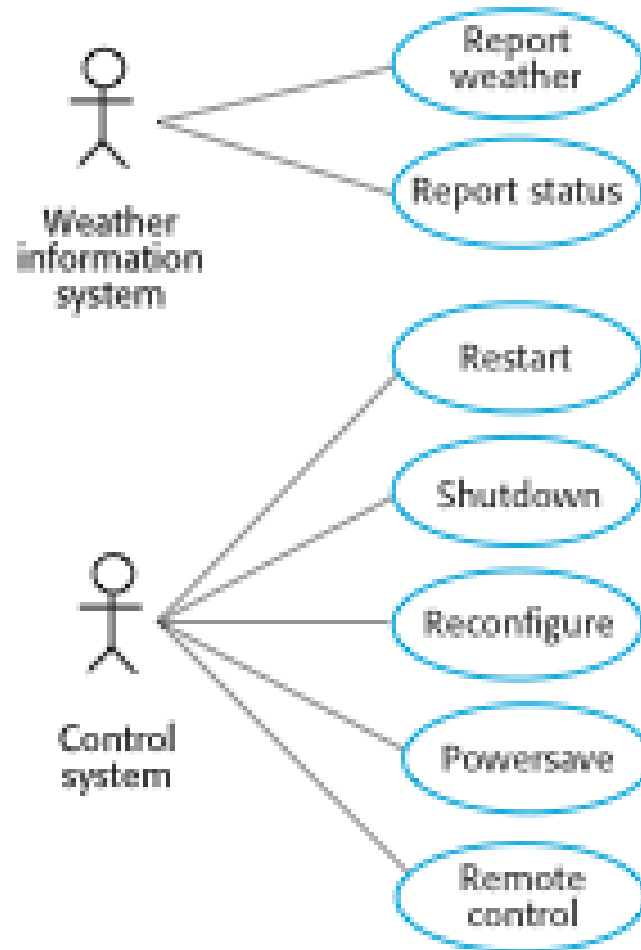 Report
weather
Report status
Weather
information
system
Restart
Shutdown
Reconfigure
Control
system
Powersave
Remote
control